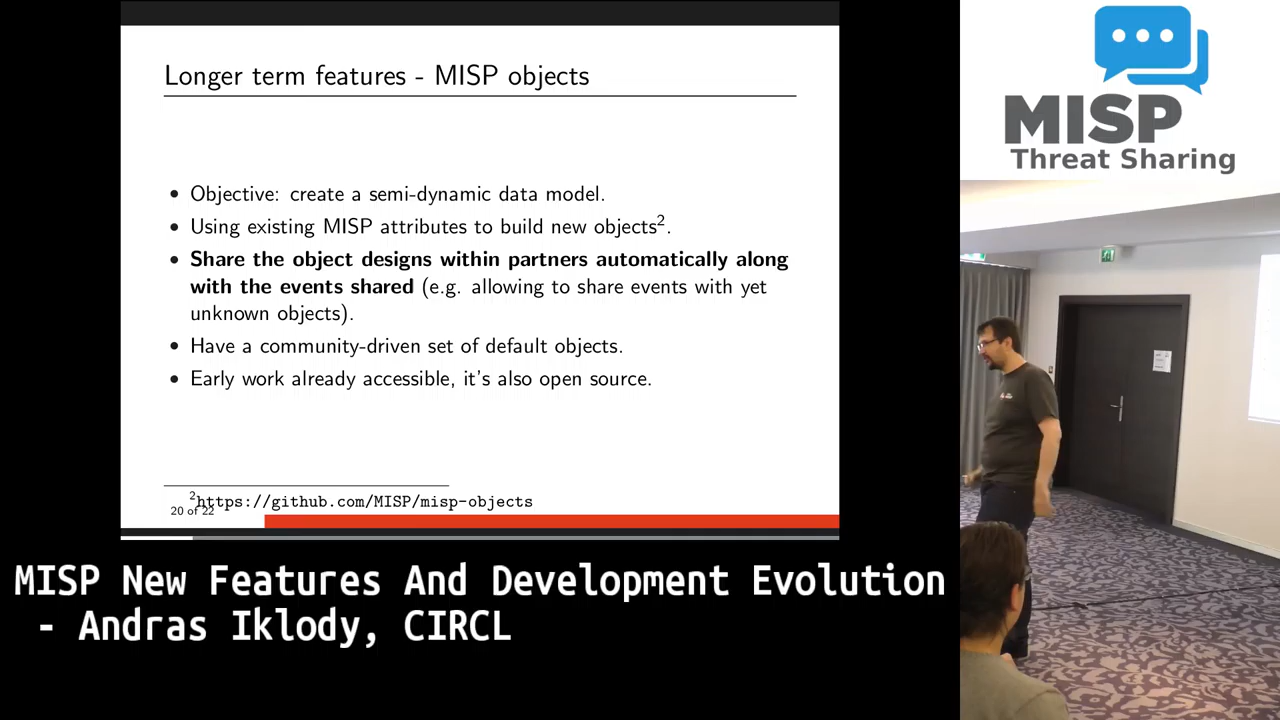 Longer term features - MISP objects
• Objective: create a semi-dynamic data model.
• Using existing MISP attributes to build new objects2.
• Share the object designs within partners automatically along
with the events shared (e.g. allowing to share events with yet
unknown objects).
• Have a community-driven set of default objects.
• Early work already accessible, it's also open source.
2https://github.com/MISP/misp-objects
20 of 22
MISP
Threat Sharing
MISP New Features And Development Evolution
- Andras Iklody, CIRCL